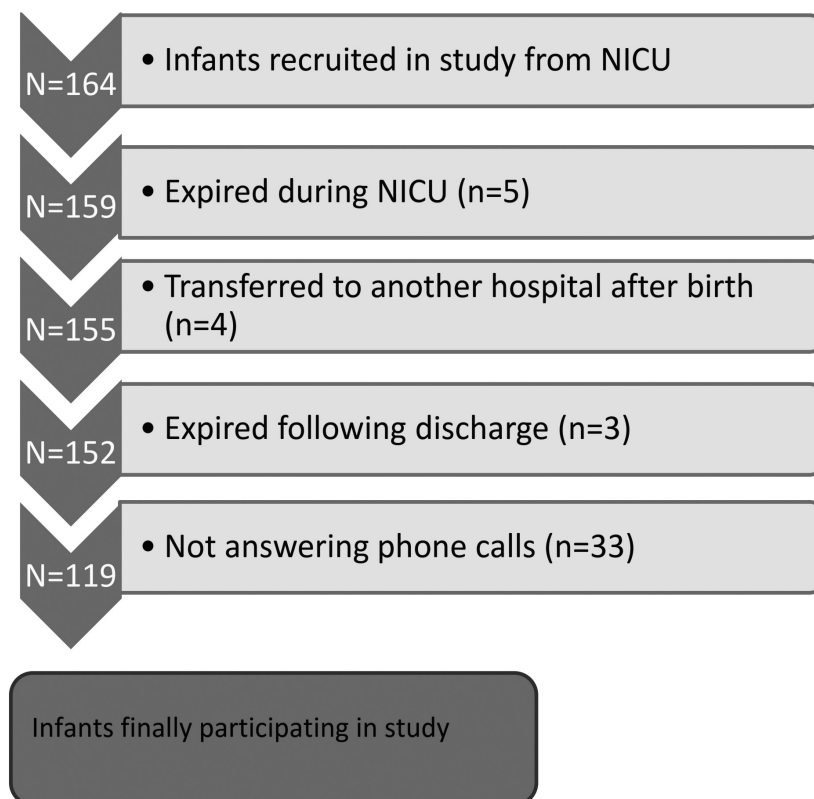 N=164
• Infants recruited in study from NICU
N=159
• Expired during NICU (n=5)
N=155
• Transferred to another hospital after birth
(n=4)
N=152
• Expired following discharge (n=3)
N=119
• Not answering phone calls (n=33)
Infants finally participating in study